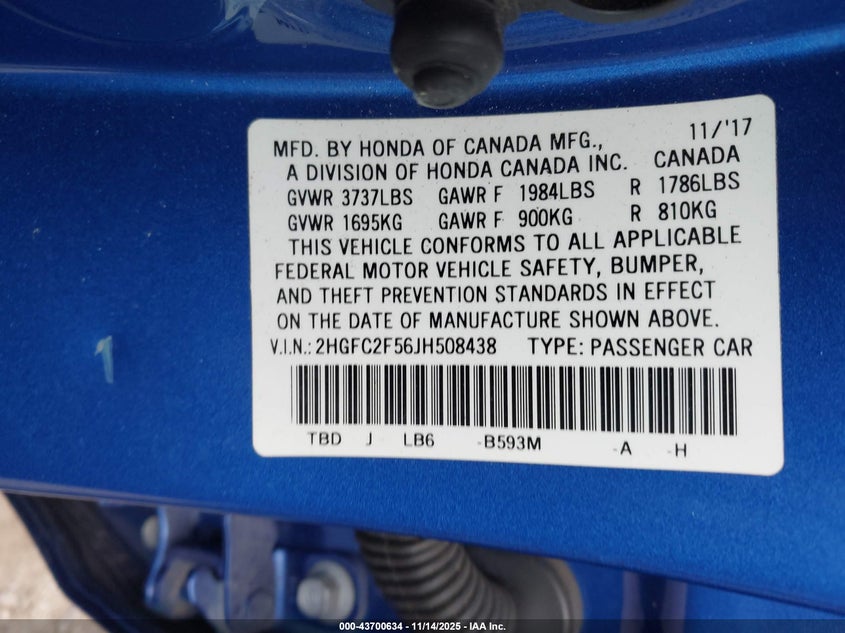 11/'17
MFD. BY HONDA OF CANADA MFG.,
A DIVISION OF HONDA CANADA INC. CANADA
GVWR 3737LBS GAWR F 1984LBS R 1786LBS
GVWR 1695KG GAWR F 900KG R 810KG
THIS VEHICLE CONFORMS TO ALL APPLICABLE
FEDERAL MOTOR VEHICLE SAFETY, BUMPER,
AND THEFT PREVENTION STANDARDS IN EFFECT
ON THE DATE OF MANUFACTURE SHOWN ABOVE.
V.I.N.: 2HGFC2F56JH508438 TYPE: PASSENGER CAR
TBD J LB6 -B593M -A -H
000-43700634 - 11/14/2025 - IAA Inc.